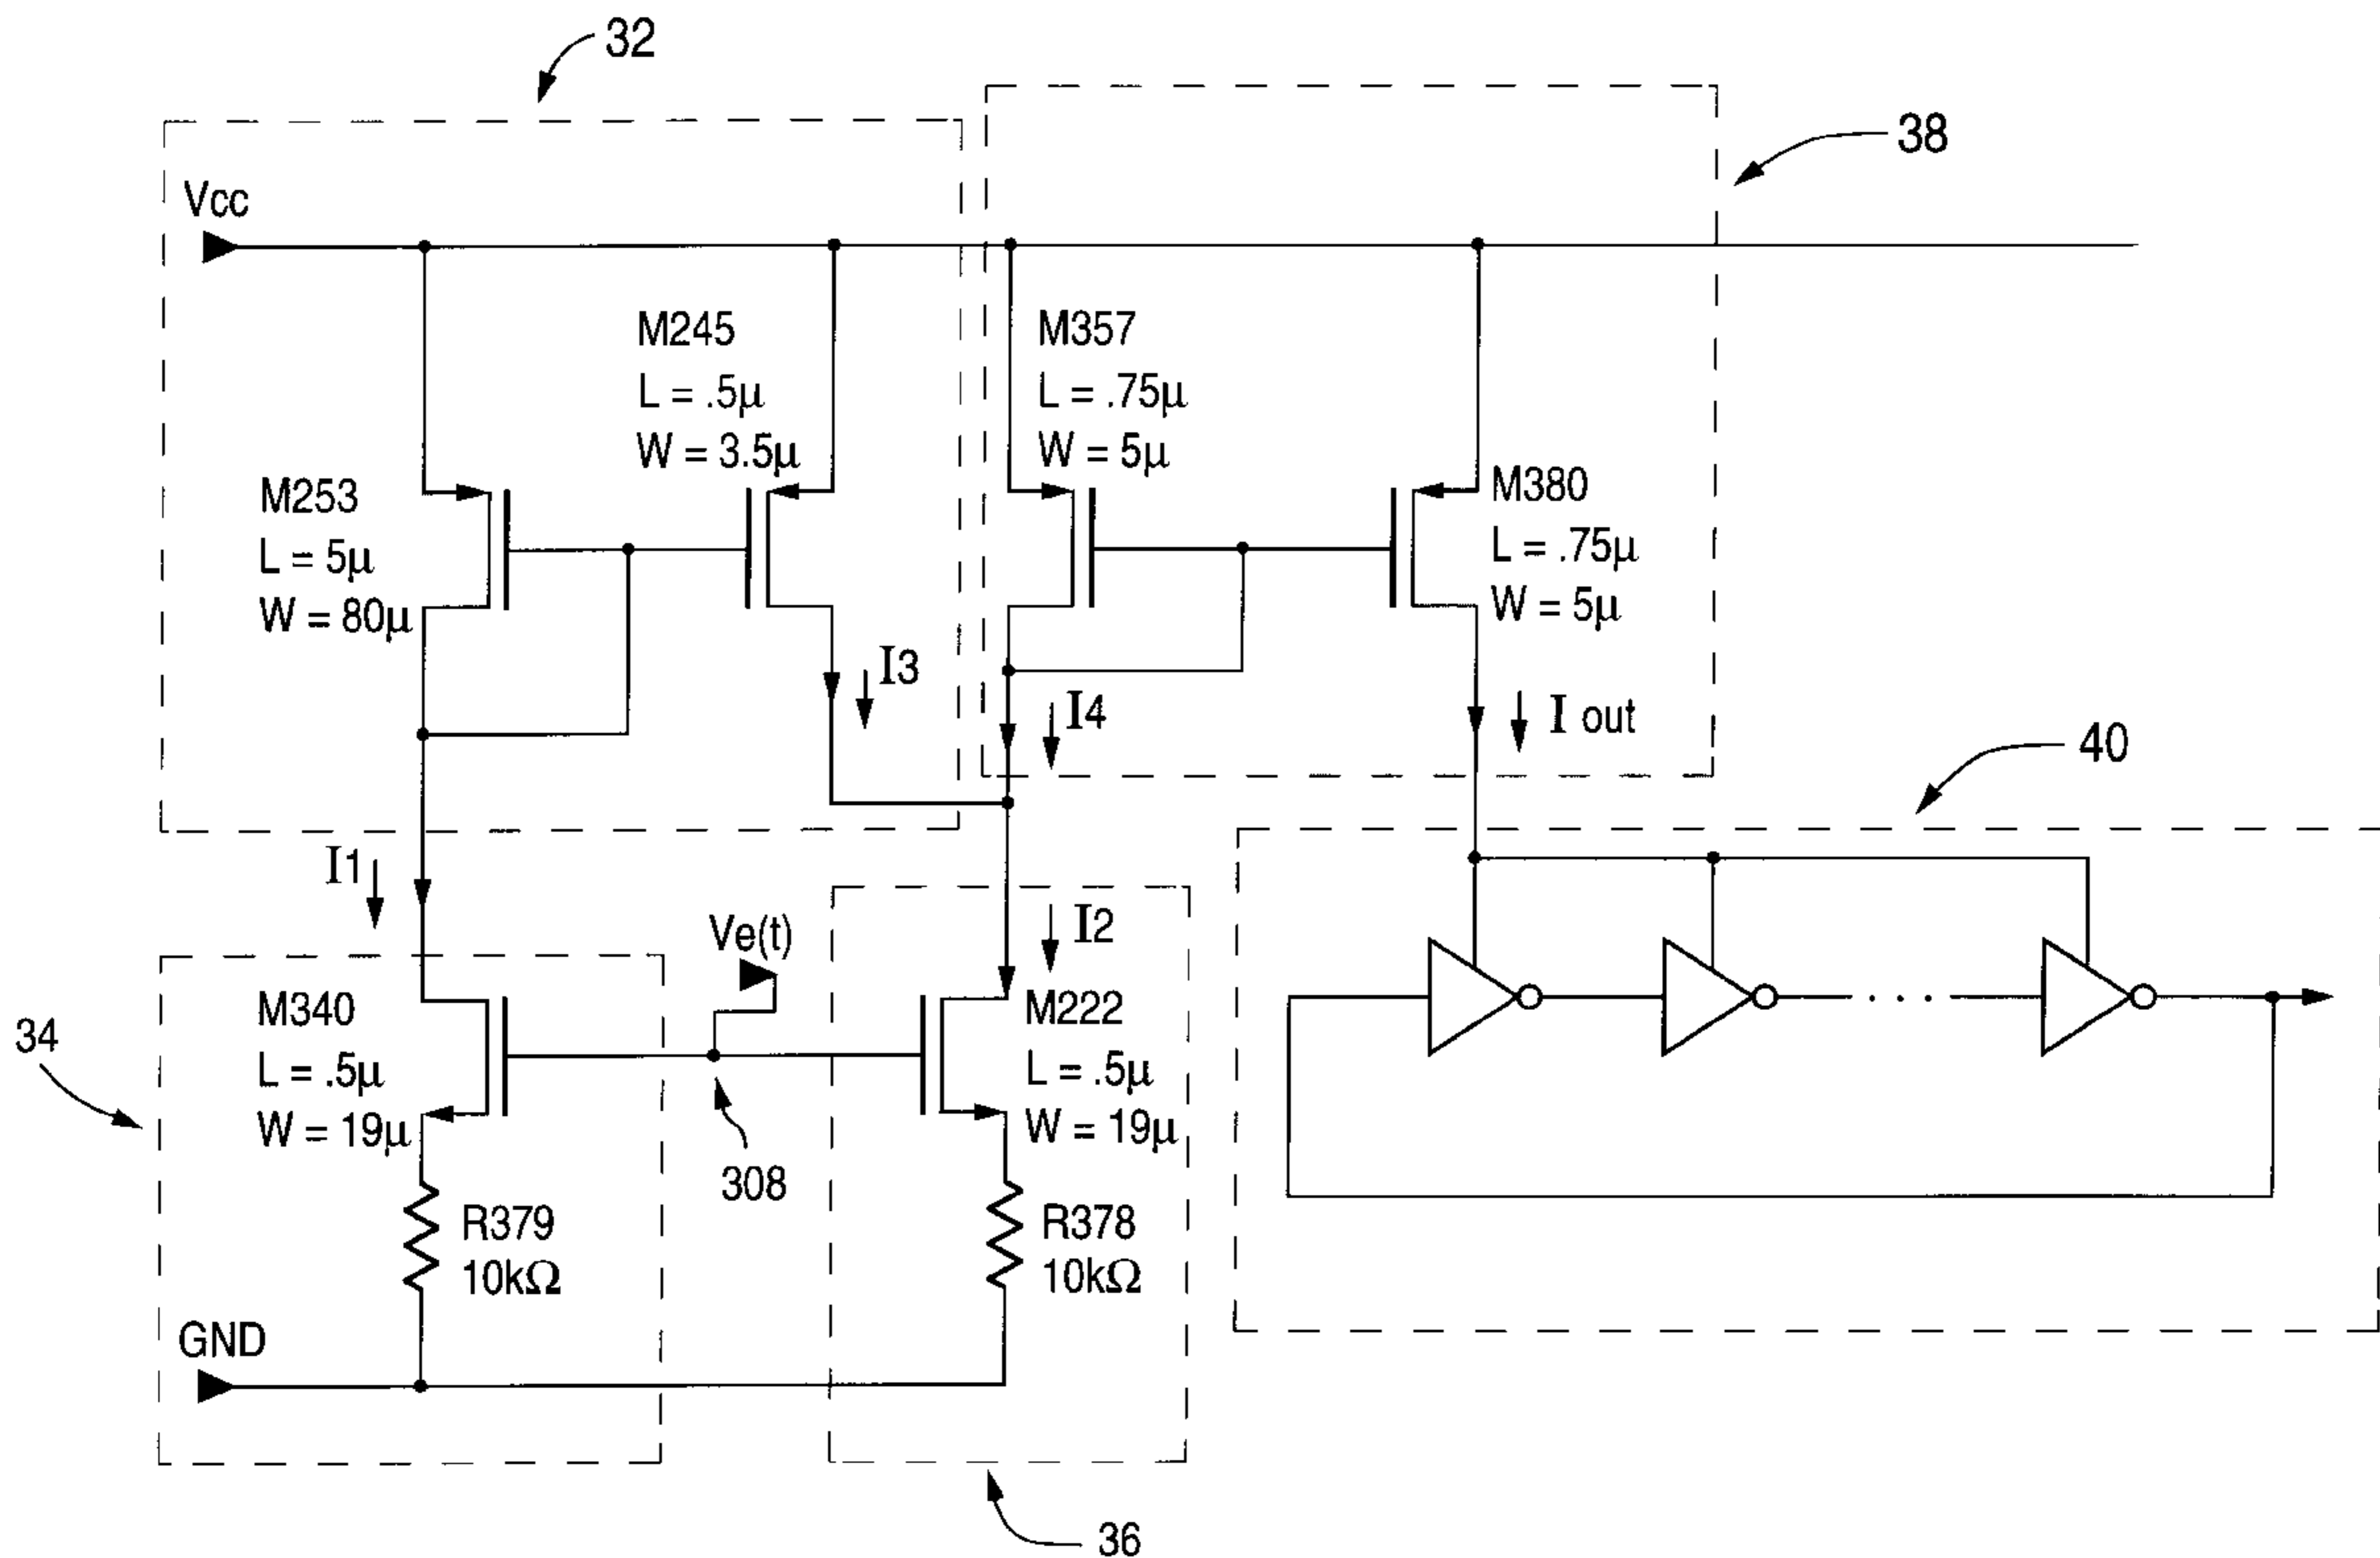 32
38
Vcc
M245
L = .5µ
W = 3.5µ
M357
L = .75µ
W = 5µ
M253
L = 5µ
W = 80µ
M380
L = .75µ
W = 5µ
I3
I4
I out
40
I1
Ve(t)
I2
34
M340
L = .5µ
W = 19µ
M222
L = .5µ
W = 19µ
308
R379
10kΩ
R378
10kΩ
GND
36